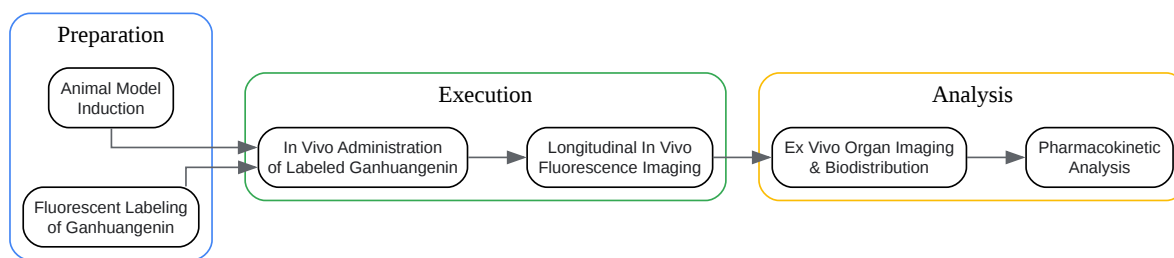 Preparation
Animal Model
Induction
Fluorescent Labeling
of Ganhuangenin
Execution
In Vivo Administration
of Labeled Ganhuangenin
Longitudinal In Vivo
Fluorescence Imaging
Analysis
Ex Vivo Organ Imaging
& Biodistribution
Pharmacokinetic
Analysis